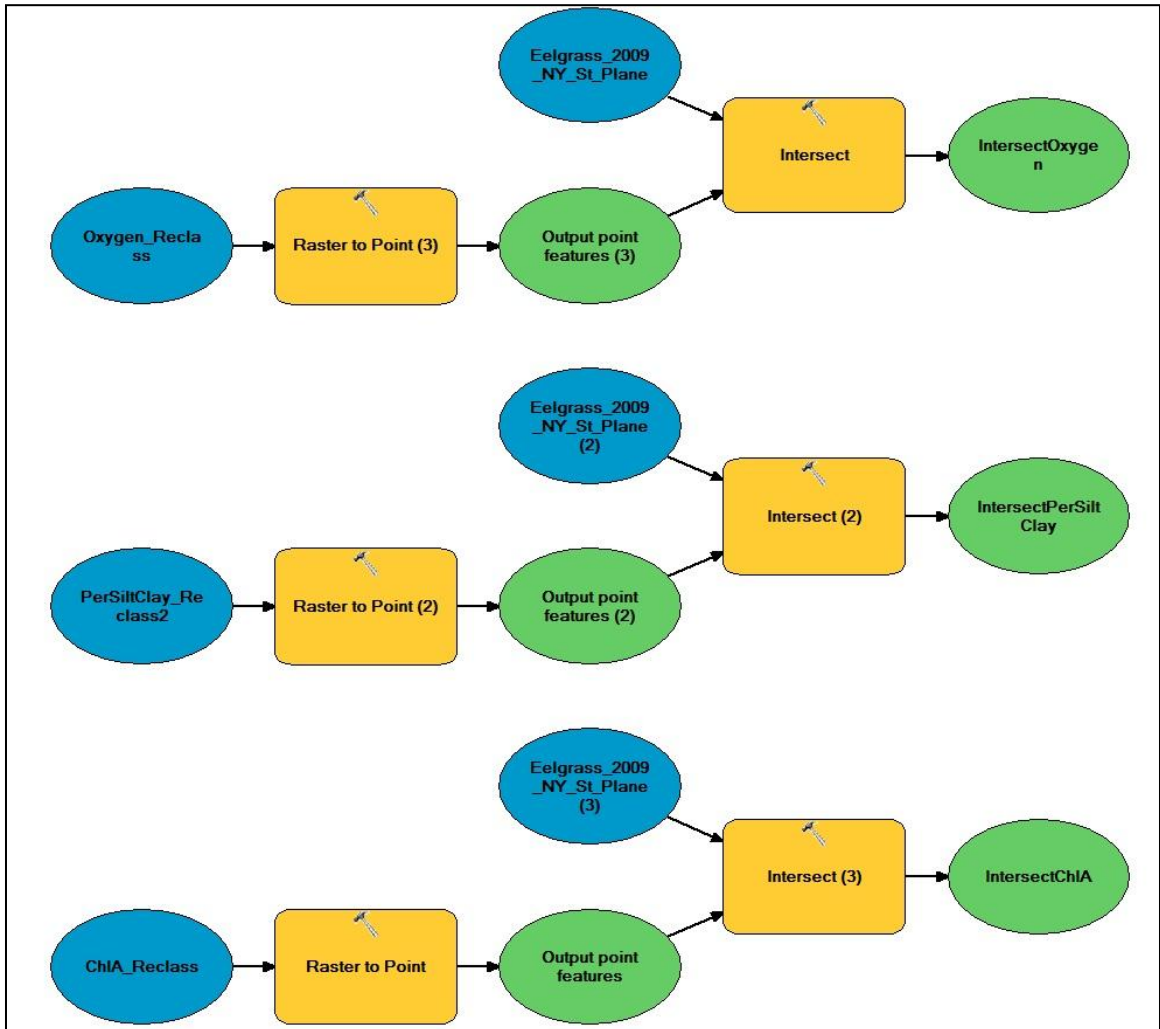 Eelgrass_2009
_NY_St_Plane
Intersect
IntersectOxyge
n
Oxygen_Recla
ss
Raster to Point (3)
Output point
features (3)
Eelgrass_2009
_NY_St_Plane
(2)
Intersect (2)
IntersectPerSilt
Clay
PerSiltClay_Re
class2
Raster to Point (2)
Output point
features (2)
Eelgrass_2009
_NY_St_Plane
(3)
Intersect (3)
IntersectChlA
ChlA_Reclass
Raster to Point
Output point
features